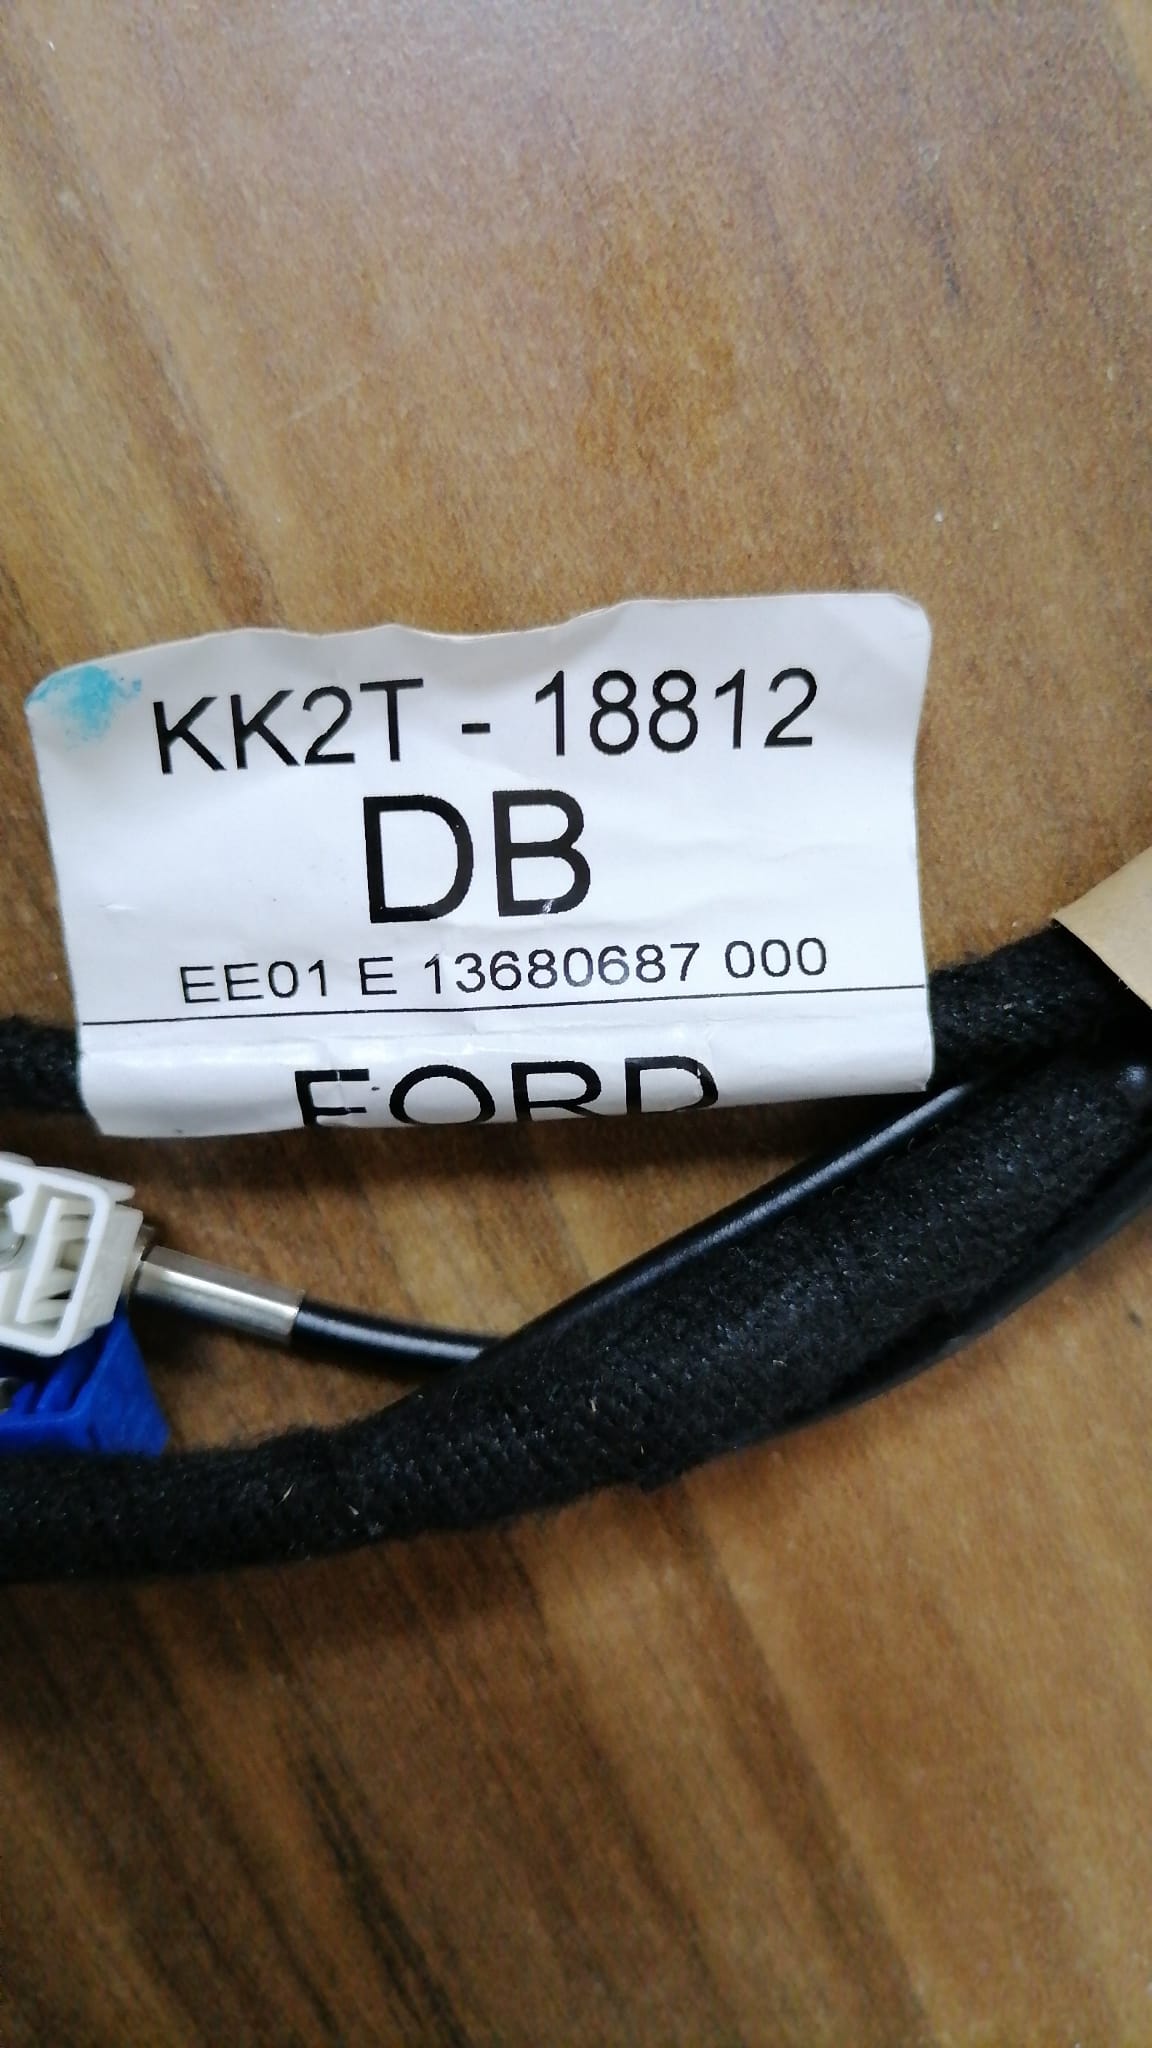 KK2T - 18812
DB
EE01 E 13680687 000
FORD